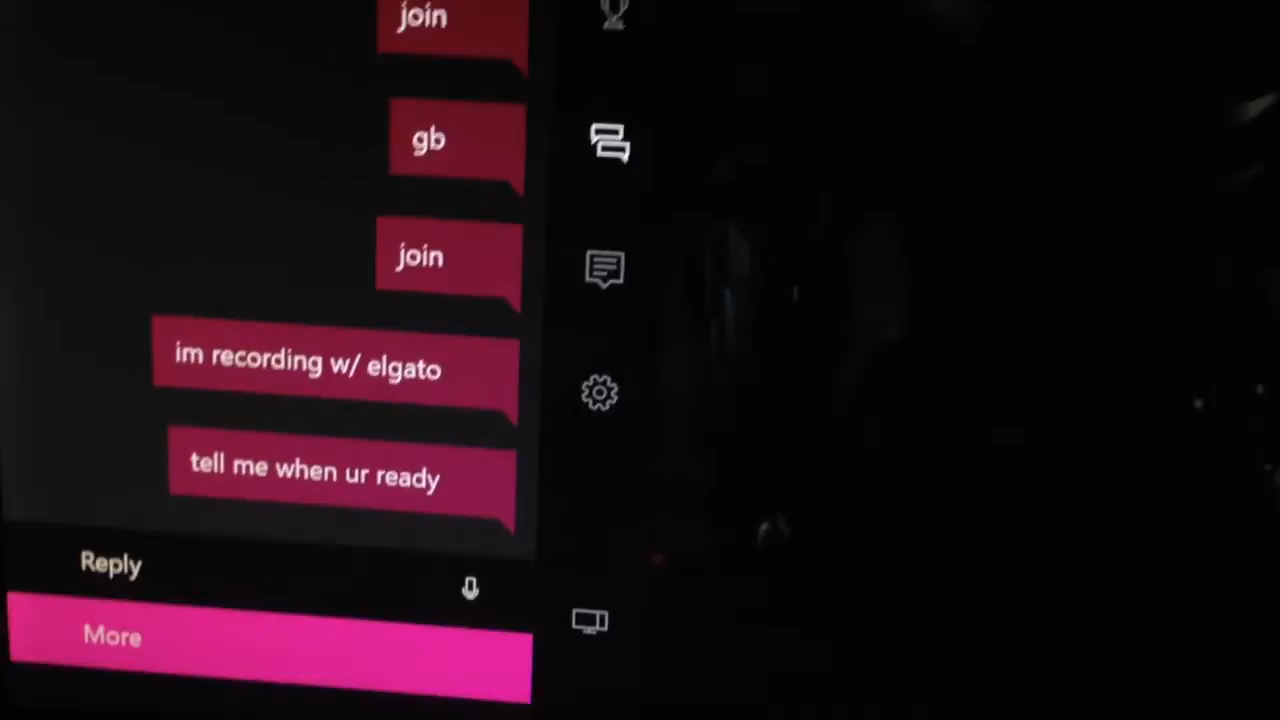 join
gb
join
im recording w/ elgato
tell me when ur ready
Reply
More